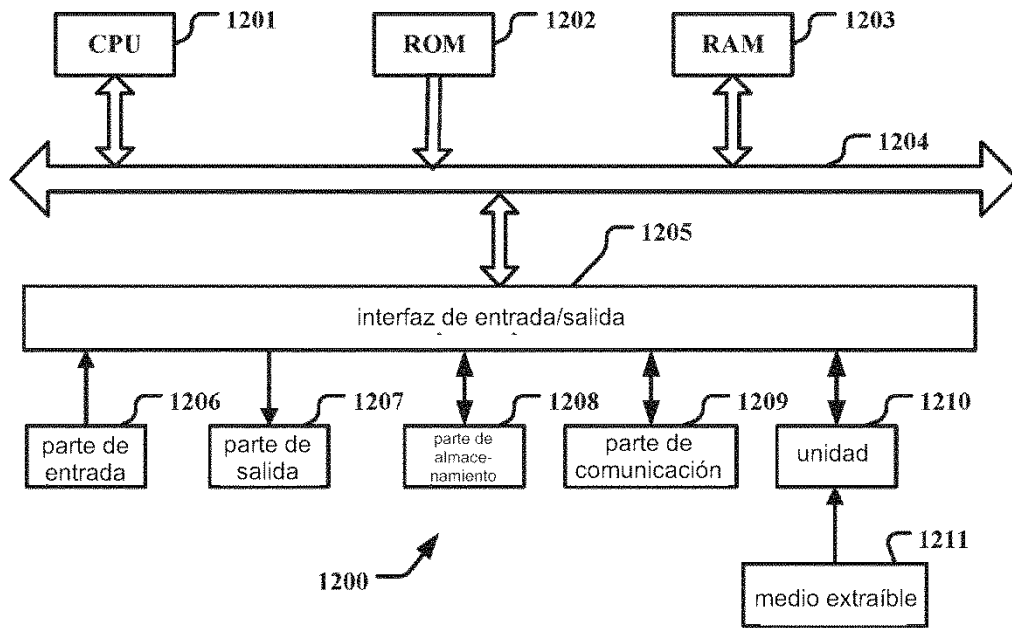 CPU 1201
ROM 1202
RAM 1203
1204
1205
interfaz de entrada/salida
1206
1207
1208
1209
1210
parte de
entrada
parte de
salida
parte de
almace-
namiento
parte de
comunicación
unidad
1200
1211
medio extraíble